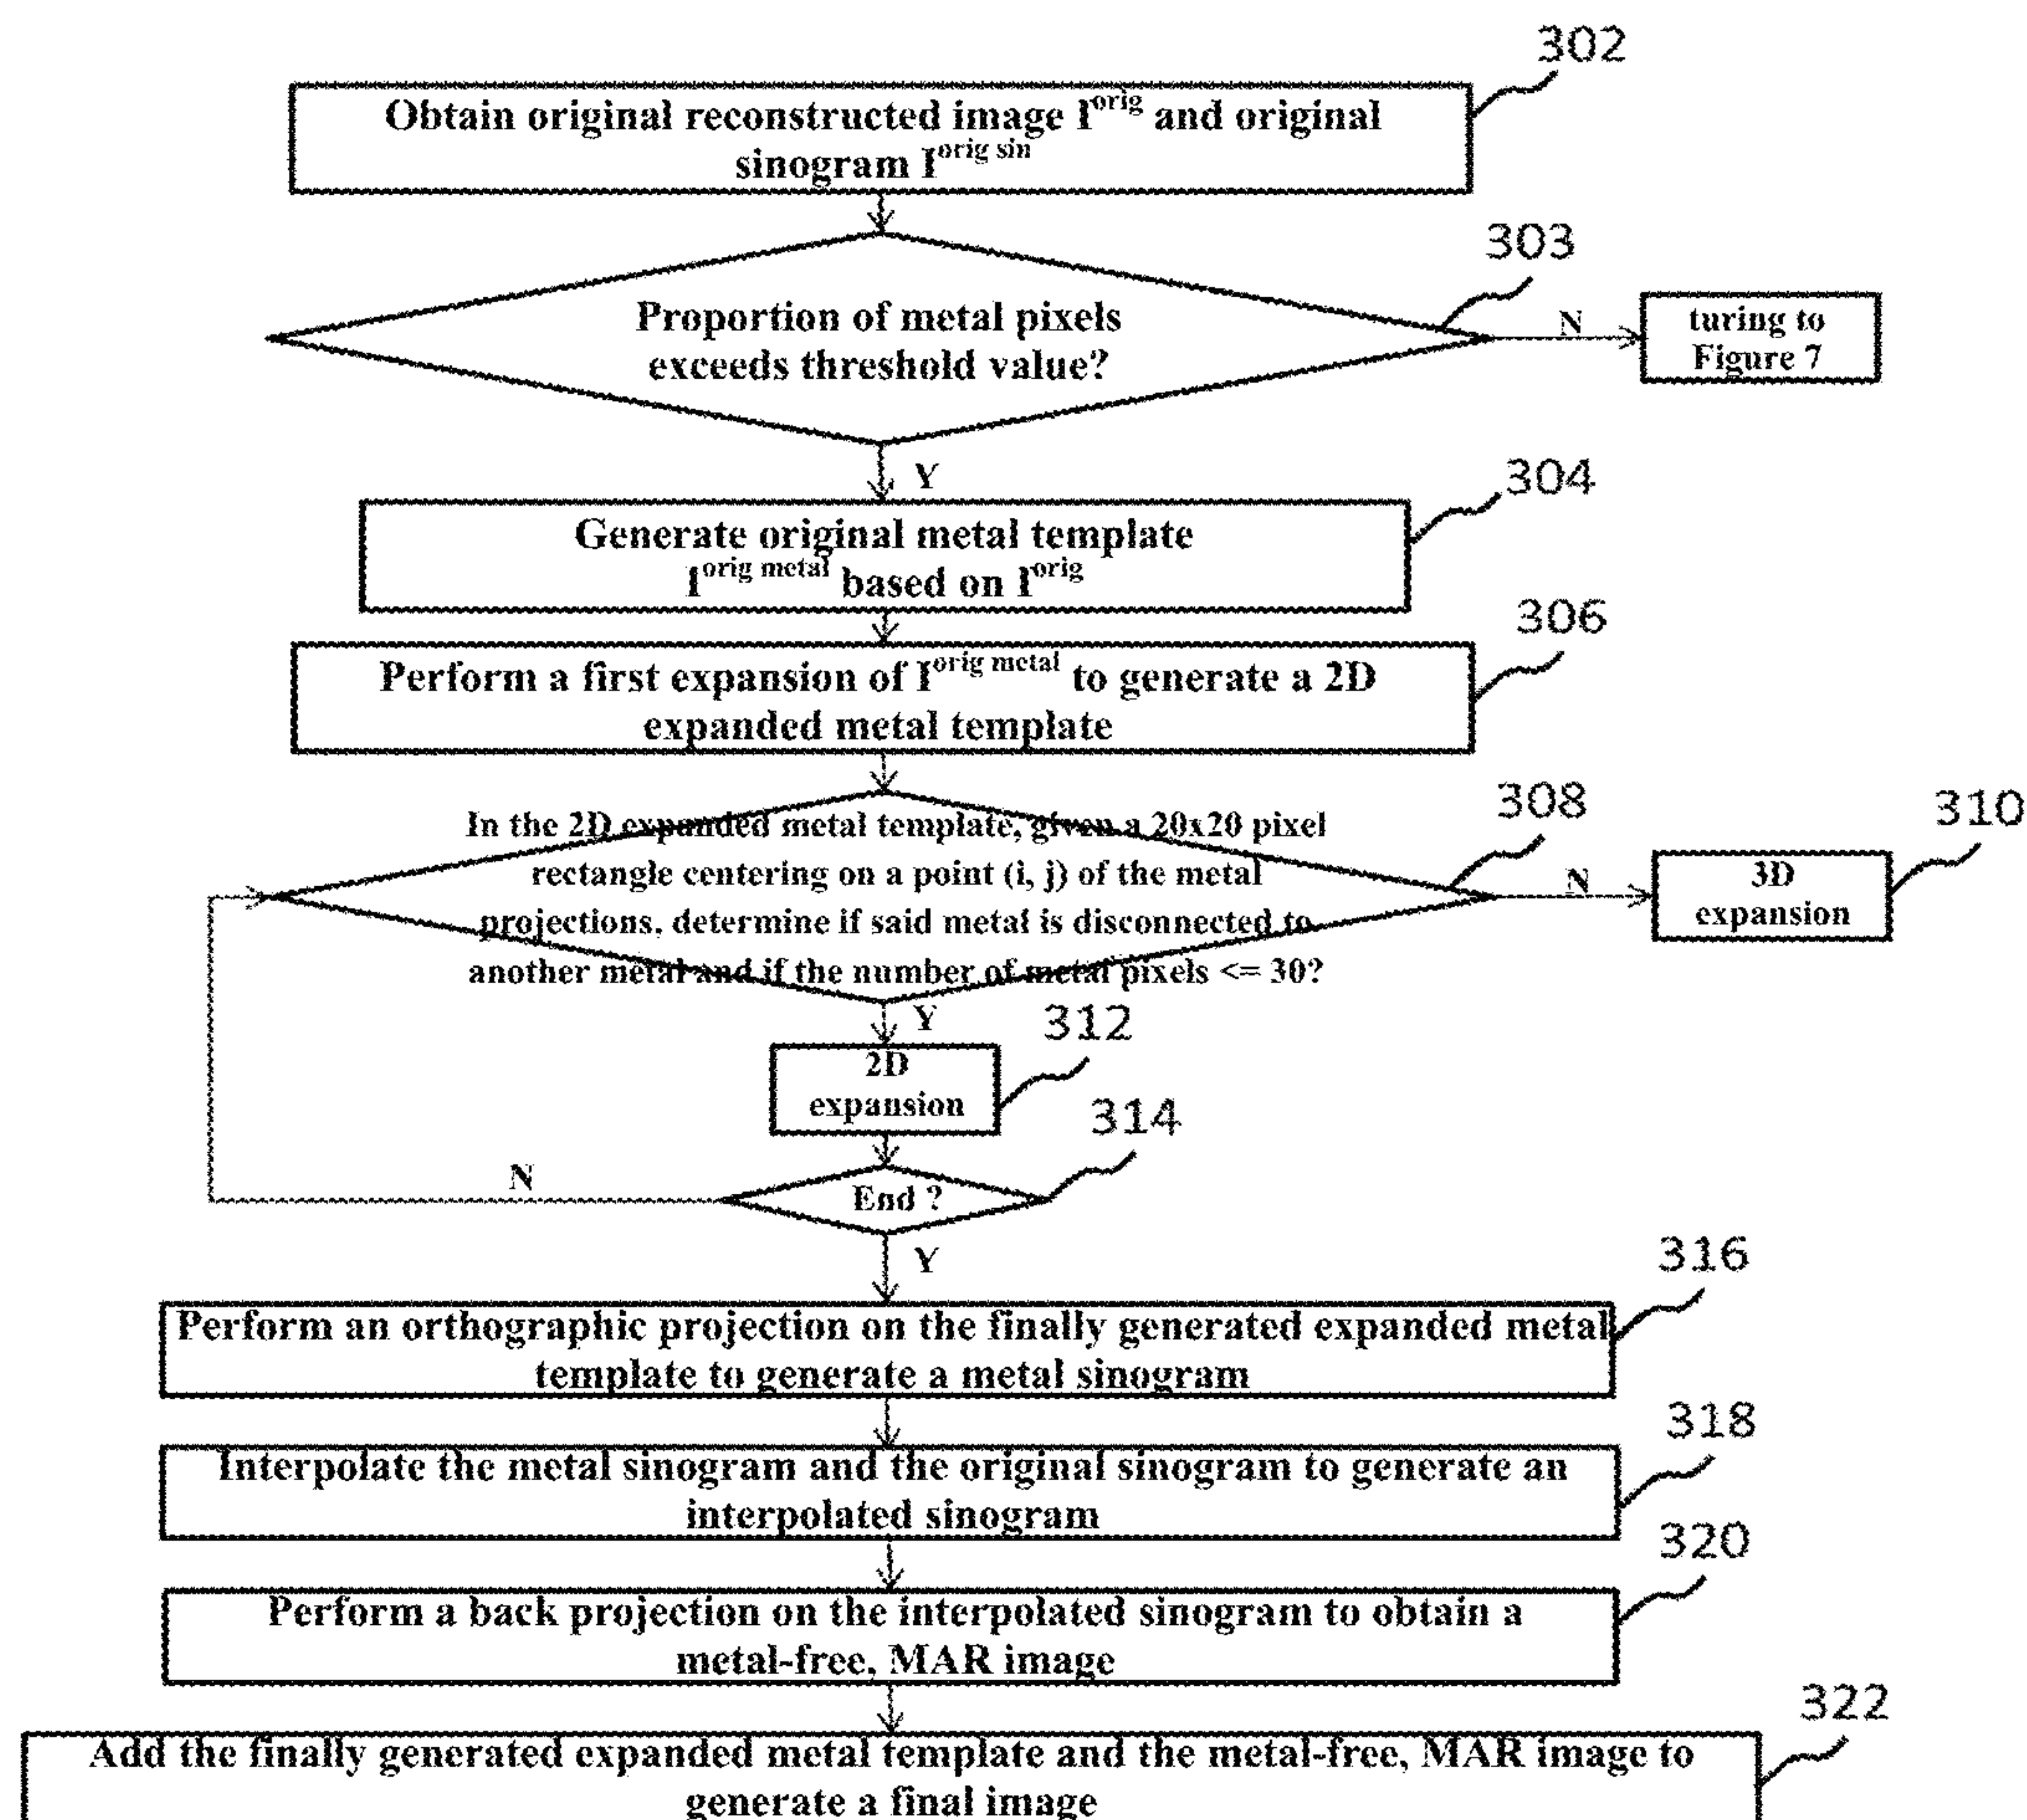 302
Obtain original reconstructed image I^orig and original
sinogram I^orig sin
303
Proportion of metal pixels
exceeds threshold value?
N
turing to
Figure 7
Y
304
Generate original metal template
I^orig metal based on I^orig
306
Perform a first expansion of I^orig metal to generate a 2D
expanded metal template
308
310
In the 2D expanded metal template, given a 20x20 pixel
rectangle centering on a point (i, j) of the metal
projections, determine if said metal is disconnected to
another metal and if the number of metal pixels <= 30?
N
3D
expansion
Y
312
2D
expansion
314
N
End ?
Y
316
Perform an orthographic projection on the finally generated expanded metal
template to generate a metal sinogram
318
Interpolate the metal sinogram and the original sinogram to generate an
interpolated sinogram
320
Perform a back projection on the interpolated sinogram to obtain a
metal-free, MAR image
322
Add the finally generated expanded metal template and the metal-free, MAR image to
generate a final image